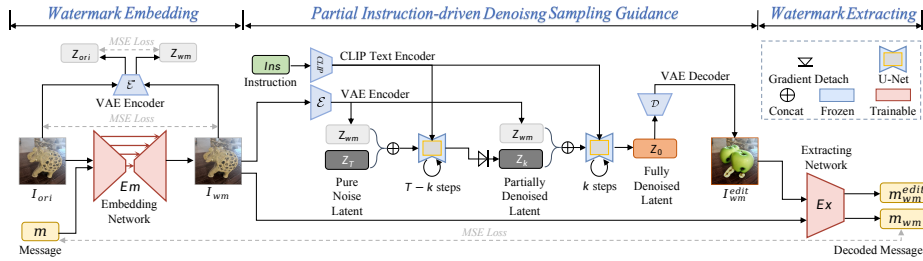 Watermark Embedding
Partial Instruction-driven Denoisng Sampling Guidance
Watermark Extracting
MSE Loss
Z_ori
Z_wm
ℰ
VAE Encoder
MSE Loss
I_ori
Em
Embedding
Network
I_wm
m
Message
MSE Loss
Ins
Instruction
CLIP
CLIP Text Encoder
ℰ
VAE Encoder
Z_wm
Z_T
Pure
Noise
Latent
T − k steps
Z_wm
Z_k
Partially
Denoised
Latent
k steps
VAE Decoder
𝒟
Z_0
Fully
Denoised
Latent
I_wm^edit
Extracting
Network
Ex
m_wm^edit
m_wm
Decoded Message
Gradient Detach
U-Net
Concat
Frozen
Trainable